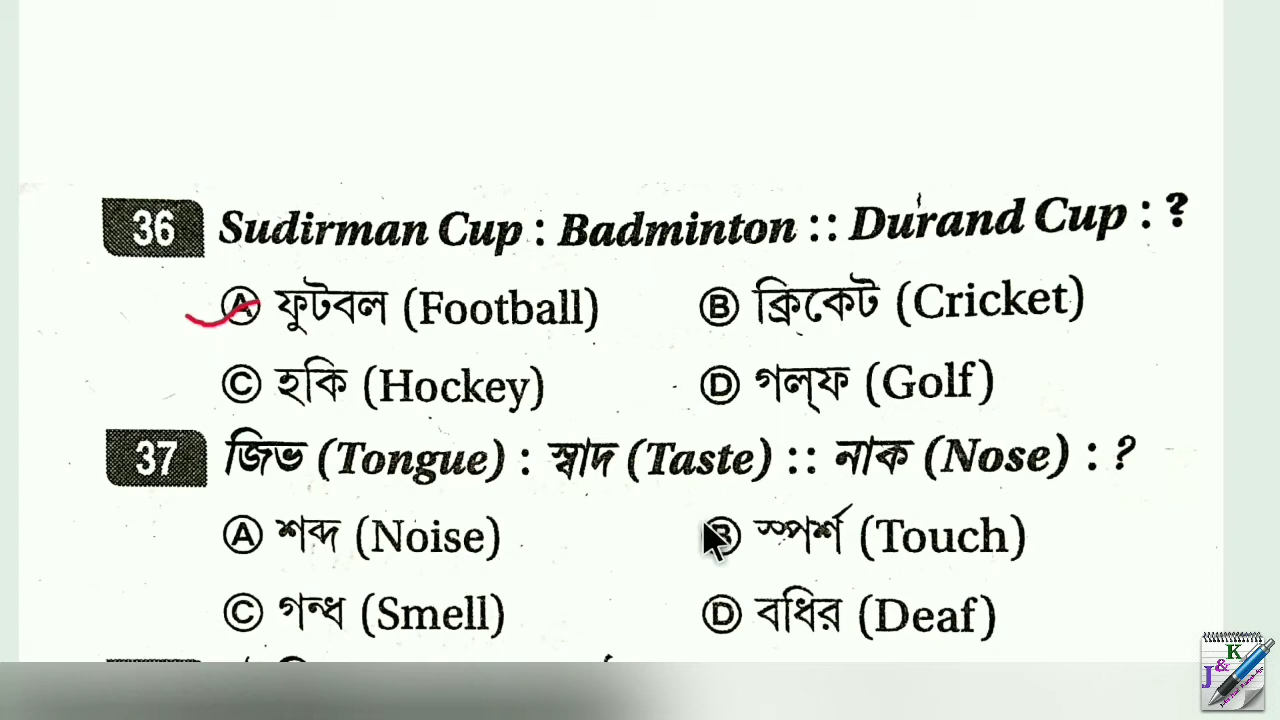 36 Sudirman Cup : Badminton :: Durand Cup : ?
Ⓐ ফুটবল (Football) Ⓑ ক্রিকেট (Cricket)
Ⓒ হকি (Hockey) Ⓓ গল্‌ফ (Golf)
37 জিভ (Tongue) : স্বাদ (Taste) :: নাক (Nose) : ?
Ⓐ শব্দ (Noise) Ⓑ স্পর্শ (Touch)
Ⓒ গন্ধ (Smell) Ⓓ বধির (Deaf)
J&K